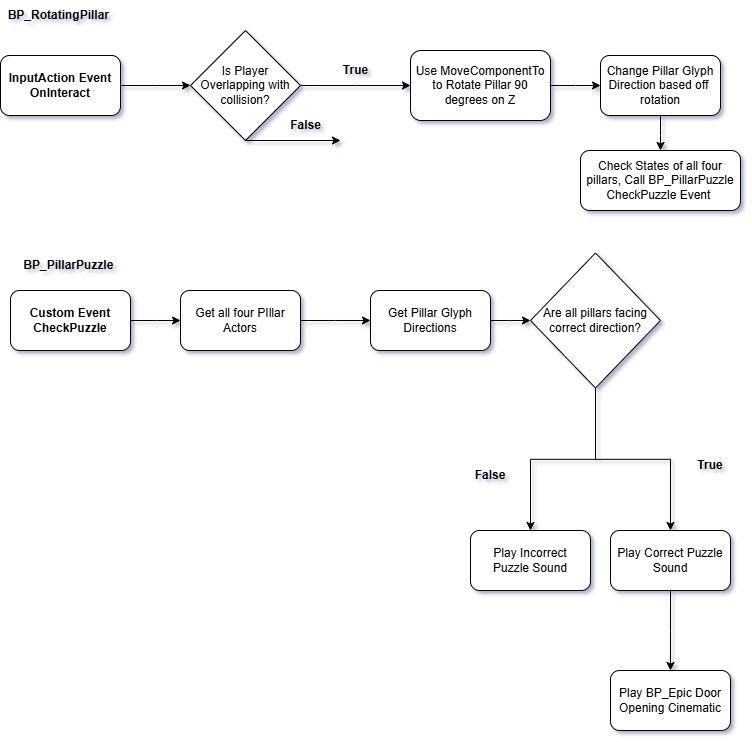 BP_RotatingPillar
InputAction Event
OnInteract
Is Player
Overlapping with
collision?
True
False
Use MoveComponentTo
to Rotate Pillar 90
degrees on Z
Change Pillar Glyph
Direction based off
rotation
Check States of all four
pillars, Call BP_PillarPuzzle
CheckPuzzle Event
BP_PillarPuzzle
Custom Event
CheckPuzzle
Get all four PIllar
Actors
Get Pillar Glyph
Directions
Are all pillars facing
correct direction?
False
True
Play Incorrect
Puzzle Sound
Play Correct Puzzle
Sound
Play BP_Epic Door
Opening Cinematic